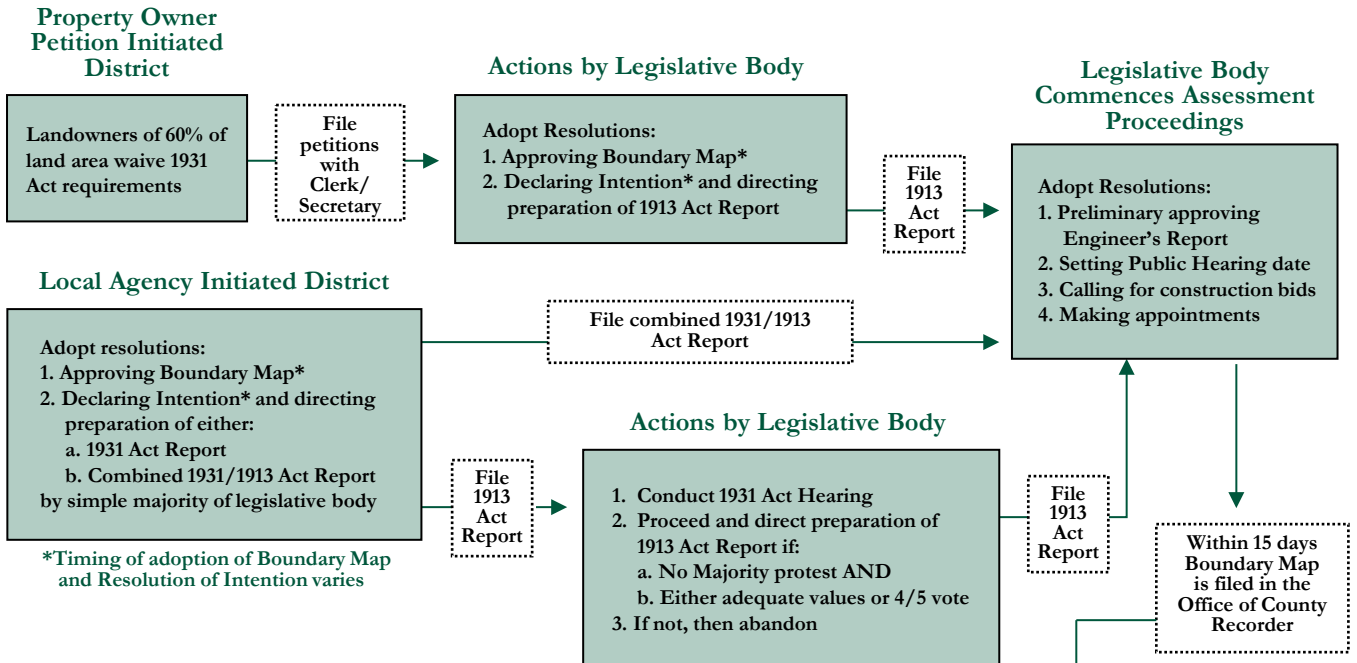 Property Owner
Petition Initiated
District
Landowners of 60% of
land area waive 1931
Act requirements
File
petitions
with
Clerk/
Secretary
Actions by Legislative Body
Adopt Resolutions:
1. Approving Boundary Map*
2. Declaring Intention* and directing
preparation of 1913 Act Report
File
1913
Act
Report
Legislative Body
Commences Assessment
Proceedings
Adopt Resolutions:
1. Preliminary approving
Engineer's Report
2. Setting Public Hearing date
3. Calling for construction bids
4. Making appointments
Local Agency Initiated District
Adopt resolutions:
1. Approving Boundary Map*
2. Declaring Intention* and directing
preparation of either:
a. 1931 Act Report
b. Combined 1931/1913 Act Report
by simple majority of legislative body
*Timing of adoption of Boundary Map
and Resolution of Intention varies
File combined 1931/1913
Act Report
File
1913
Act
Report
Actions by Legislative Body
1. Conduct 1931 Act Hearing
2. Proceed and direct preparation of
1913 Act Report if:
a. No Majority protest AND
b. Either adequate values or 4/5 vote
3. If not, then abandon
File
1913
Act
Report
Within 15 days
Boundary Map
is filed in the
Office of County
Recorder